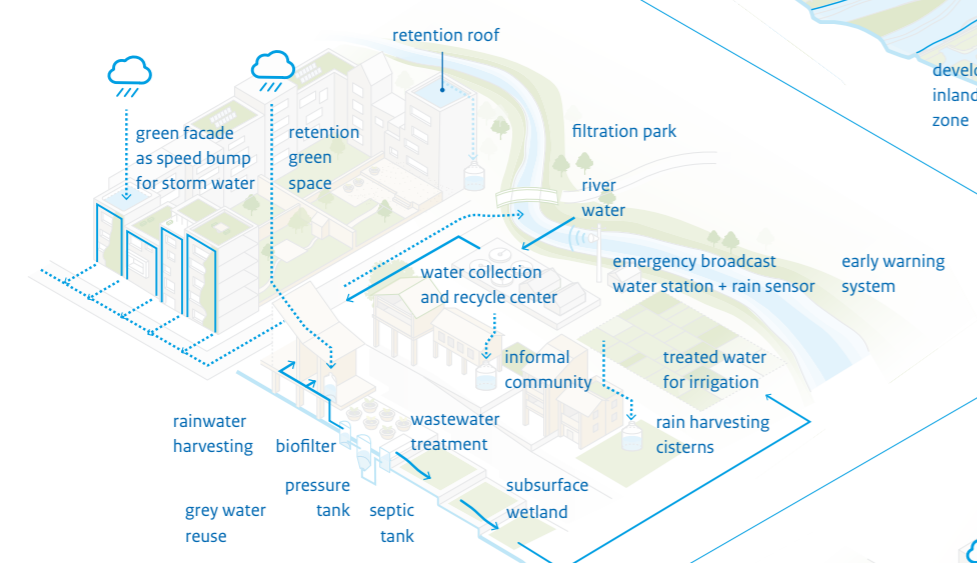 retention roof
green facade
as speed bump
for storm water
retention
green
space
filtration park
river
water
water collection
and recycle center
emergency broadcast
water station + rain sensor
early warning
system
informal
community
treated water
for irrigation
rainwater
harvesting
biofilter
wastewater
treatment
rain harvesting
cisterns
pressure
tank
septic
tank
grey water
reuse
subsurface
wetland
inland
zone